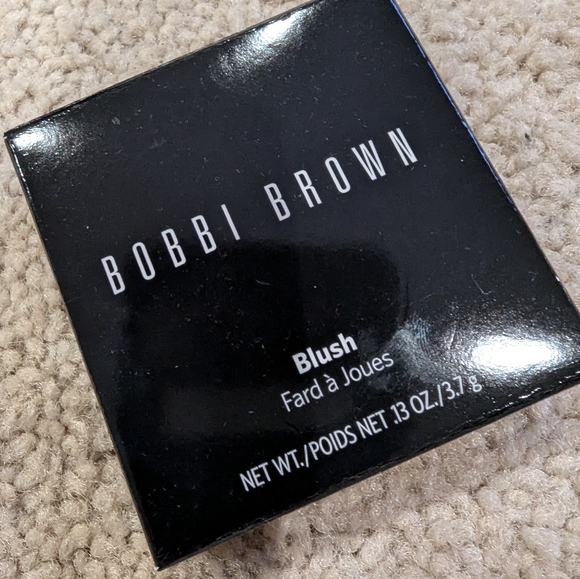 BOBBI BROWN
Blush
Fard à Joues
NET WT./POIDS NET .13 OZ./3.7 g